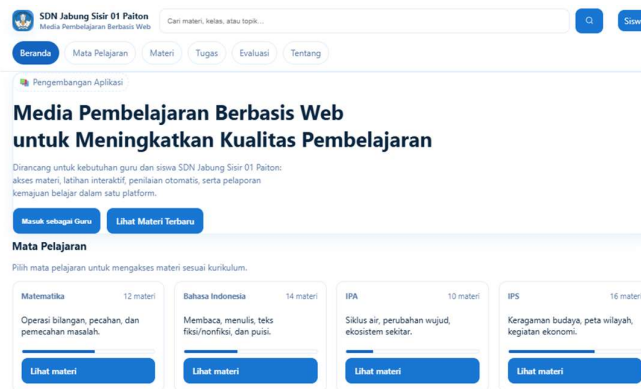 SDN Jabung Sisir 01 Paiton
Media Pembelajaran Berbasis Web
Cari materi, kelas, atau topik...
Beranda
Mata Pelajaran
Materi
Tugas
Evaluasi
Tentang
Pengembangan Aplikasi
Media Pembelajaran Berbasis Web
untuk Meningkatkan Kualitas Pembelajaran
Dirancang untuk kebutuhan guru dan siswa SDN Jabung Sisir 01 Paiton:
akses materi, latihan interaktif, penilaian otomatis, serta pelaporan
kemajuan belajar dalam satu platform.
Masuk sebagai Guru
Lihat Materi Terbaru
Mata Pelajaran
Pilih mata pelajaran untuk mengakses materi sesuai kurikulum.
Matematika
12 materi
Operasi bilangan, pecahan, dan
pemecahan masalah.
Lihat materi
Bahasa Indonesia
14 materi
Membaca, menulis, teks
fiksi/nonfiksi, dan puisi.
Lihat materi
IPA
10 materi
Siklus air, perubahan wujud,
ekosistem sekitar.
Lihat materi
IPS
16 materi
Keragaman budaya, peta wilayah,
kegiatan ekonomi.
Lihat materi